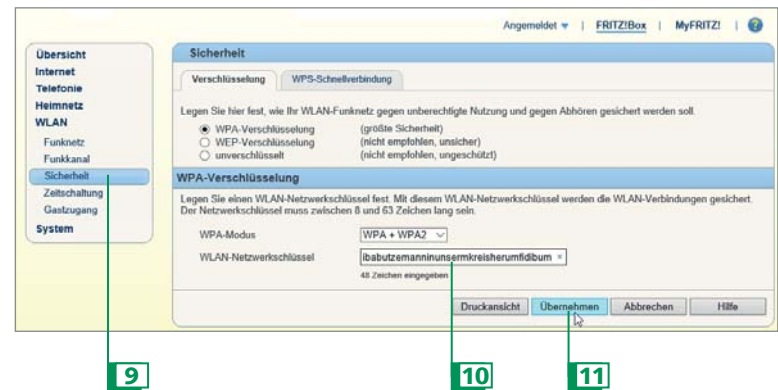 Angemeldet | FRITZ!Box | MyFRITZ! | ?
Übersicht
Internet
Telefonie
Heimnetz
WLAN
Funknetz
Funkkanal
Sicherheit
Zeitschaltung
Gastzugang
System
Sicherheit
Verschlüsselung WPS-Schnellverbindung
Legen Sie hier fest, wie Ihr WLAN-Funknetz gegen unberechtigte Nutzung und gegen Abhören gesichert werden soll.
WPA-Verschlüsselung (größte Sicherheit)
WEP-Verschlüsselung (nicht empfohlen, unsicher)
unverschlüsselt (nicht empfohlen, ungeschützt)
WPA-Verschlüsselung
Legen Sie einen WLAN-Netzwerkschlüssel fest. Mit diesem WLAN-Netzwerkschlüssel werden die WLAN-Verbindungen gesichert.
Der Netzwerkschlüssel muss zwischen 8 und 63 Zeichen lang sein.
WPA-Modus WPA + WPA2
WLAN-Netzwerkschlüssel ibabutzemanninunsermkreisherumfidibum ×
48 Zeichen eingegeben
Druckansicht Übernehmen Abbrechen Hilfe
9 10 11